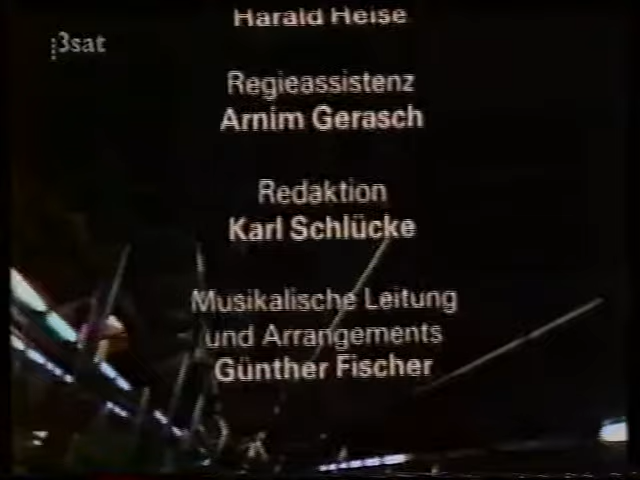 Harald Heise
3sat
Regieassistenz
Arnim Gerasch
Redaktion
Karl Schlücke
Musikalische Leitung
und Arrangements
Günther Fischer